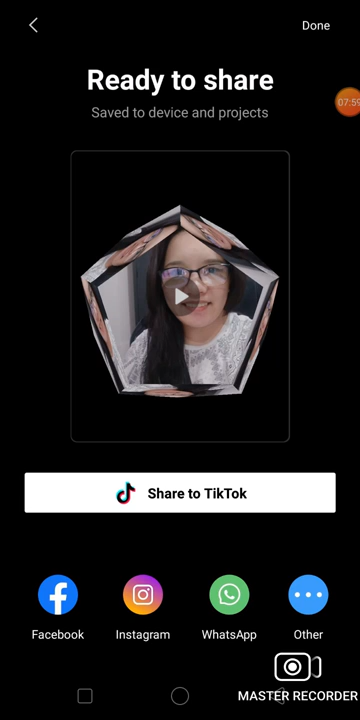 Done
Ready to share
Saved to device and projects
07:59
Share to TikTok
Facebook
Instagram
WhatsApp
Other
MASTER RECORDER